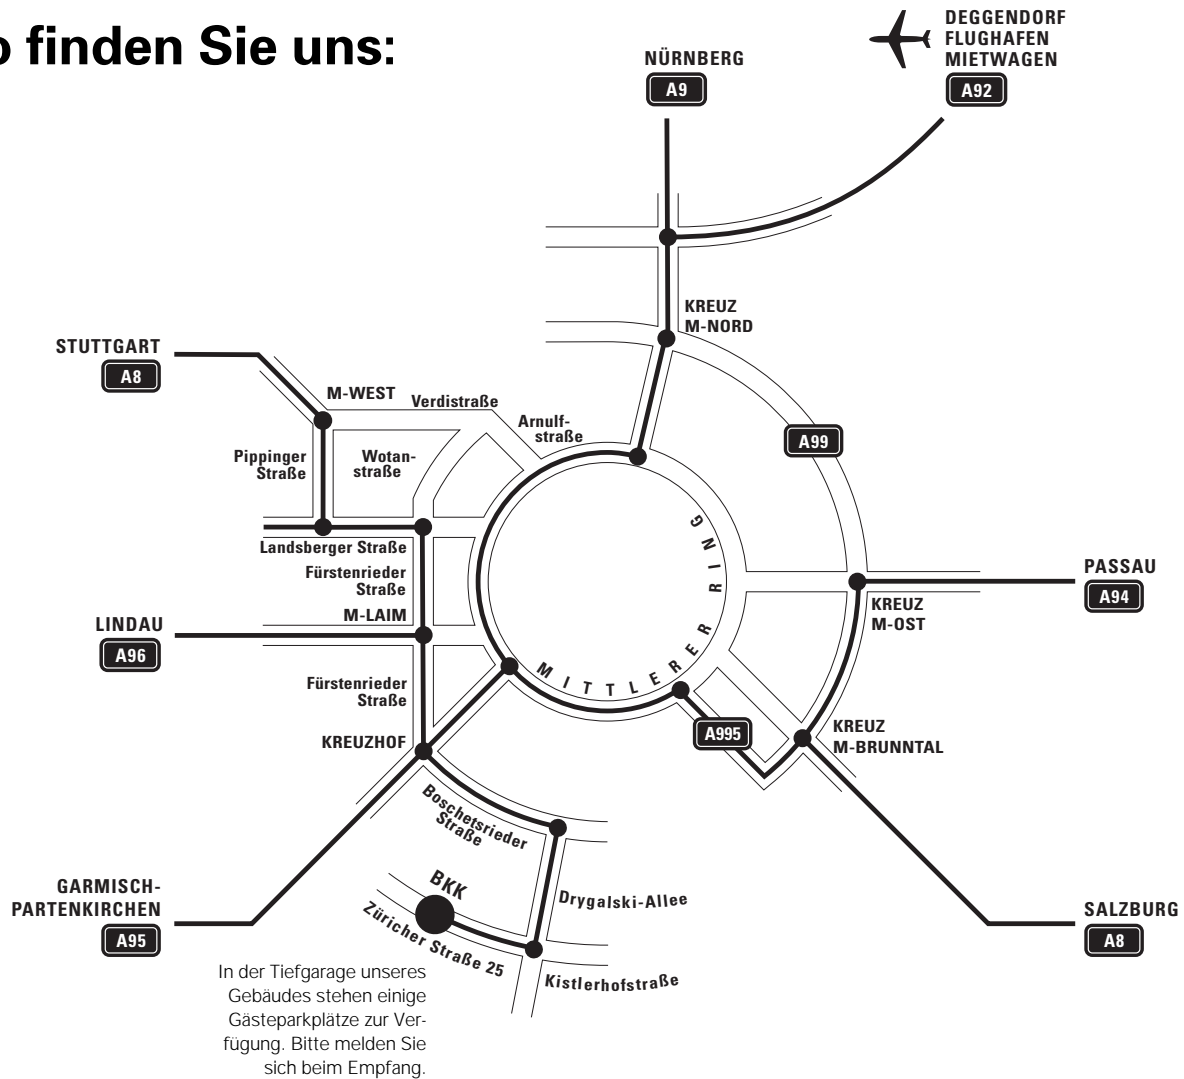 o finden Sie uns:
DEGGENDORF
FLUGHAFEN
MIETWAGEN
A92
NÜRNBERG
A9
KREUZ
M-NORD
STUTTGART
A8
M-WEST
Verdistraße
Arnulf-
straße
A99
Pippinger
Straße
Wotan-
straße
Landsberger Straße
Fürstenrieder
Straße
M-LAIM
LINDAU
A96
MITTLERER RING
PASSAU
A94
KREUZ
M-OST
Fürstenrieder
Straße
KREUZHOF
A995
KREUZ
M-BRUNNTAL
Boschetsrieder
Straße
BKK
Drygalski-Allee
Züricher Straße 25
Kistlerhofstraße
GARMISCH-
PARTENKIRCHEN
A95
SALZBURG
A8
In der Tiefgarage unseres
Gebäudes stehen einige
Gästeparkplätze zur Ver-
fügung. Bitte melden Sie
sich beim Empfang.